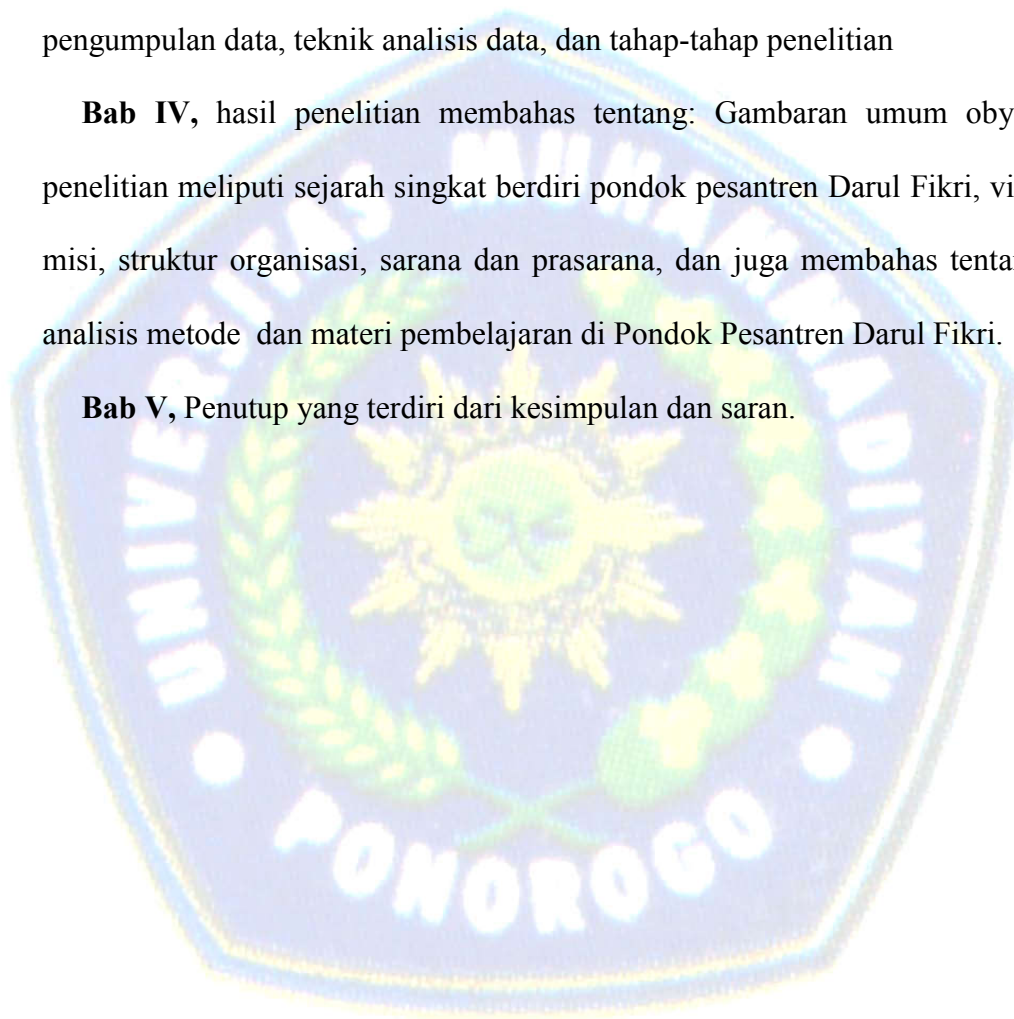 pengumpulan data, teknik analisis data, dan tahap-tahap penelitian
Bab IV, hasil penelitian membahas tentang: Gambaran umum oby
penelitian meliputi sejarah singkat berdiri pondok pesantren Darul Fikri, vi
misi, struktur organisasi, sarana dan prasarana, dan juga membahas tenta
analisis metode dan materi pembelajaran di Pondok Pesantren Darul Fikri.
Bab V, Penutup yang terdiri dari kesimpulan dan saran.
UNIVERSITAS MUHAMMADIYAH
PONOROGO